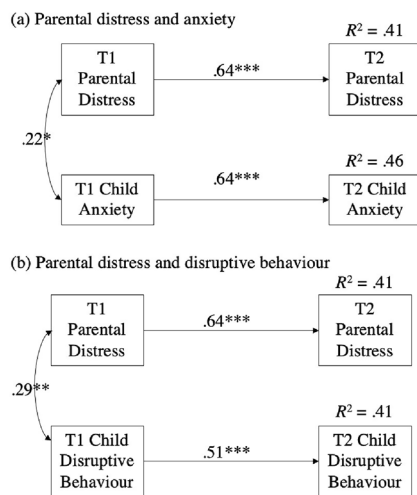 (a) Parental distress and anxiety
R² = .41
T1
Parental
Distress
.64***
T2
Parental
Distress
.22*
R² = .46
T1 Child
Anxiety
.64***
T2 Child
Anxiety
(b) Parental distress and disruptive behaviour
R² = .41
T1
Parental
Distress
.64***
T2
Parental
Distress
.29**
R² = .41
T1 Child
Disruptive
Behaviour
.51***
T2 Child
Disruptive
Behaviour